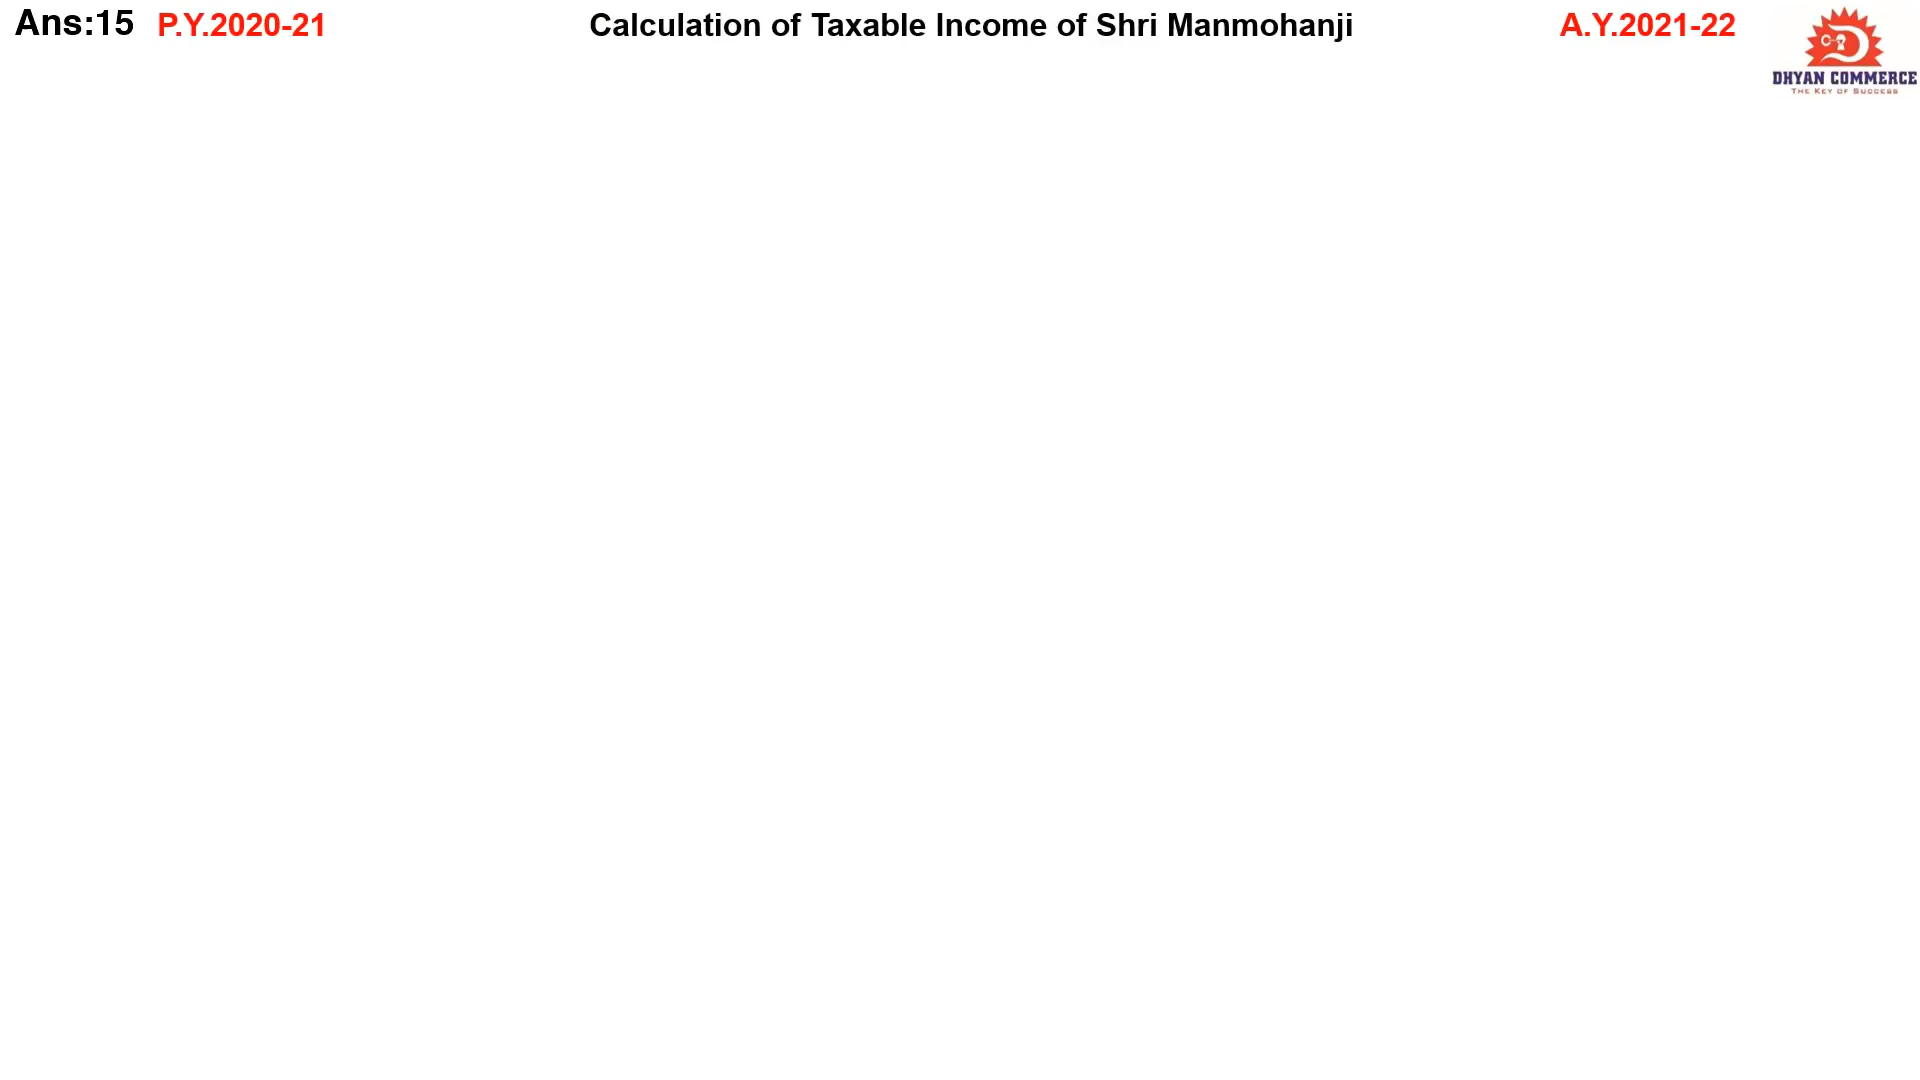 Ans:15 P.Y.2020-21 Calculation of Taxable Income of Shri Manmohanji A.Y.2021-22
DHYAN COMMERCE
THE KEY OF SUCCESS